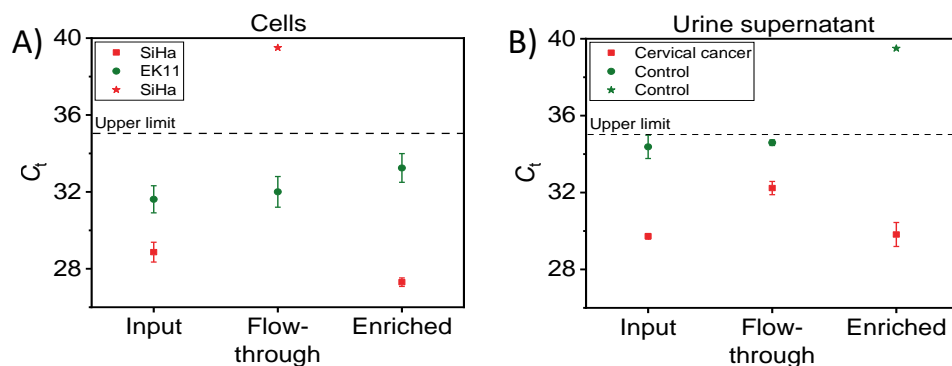 A)
Cells
40
36
32
28
Ct
SiHa
EK11
SiHa
Upper limit
Input
Flow-
through
Enriched
B)
Urine supernatant
40
36
32
28
Ct
Cervical cancer
Control
Control
Upper limit
Input
Flow-
through
Enriched